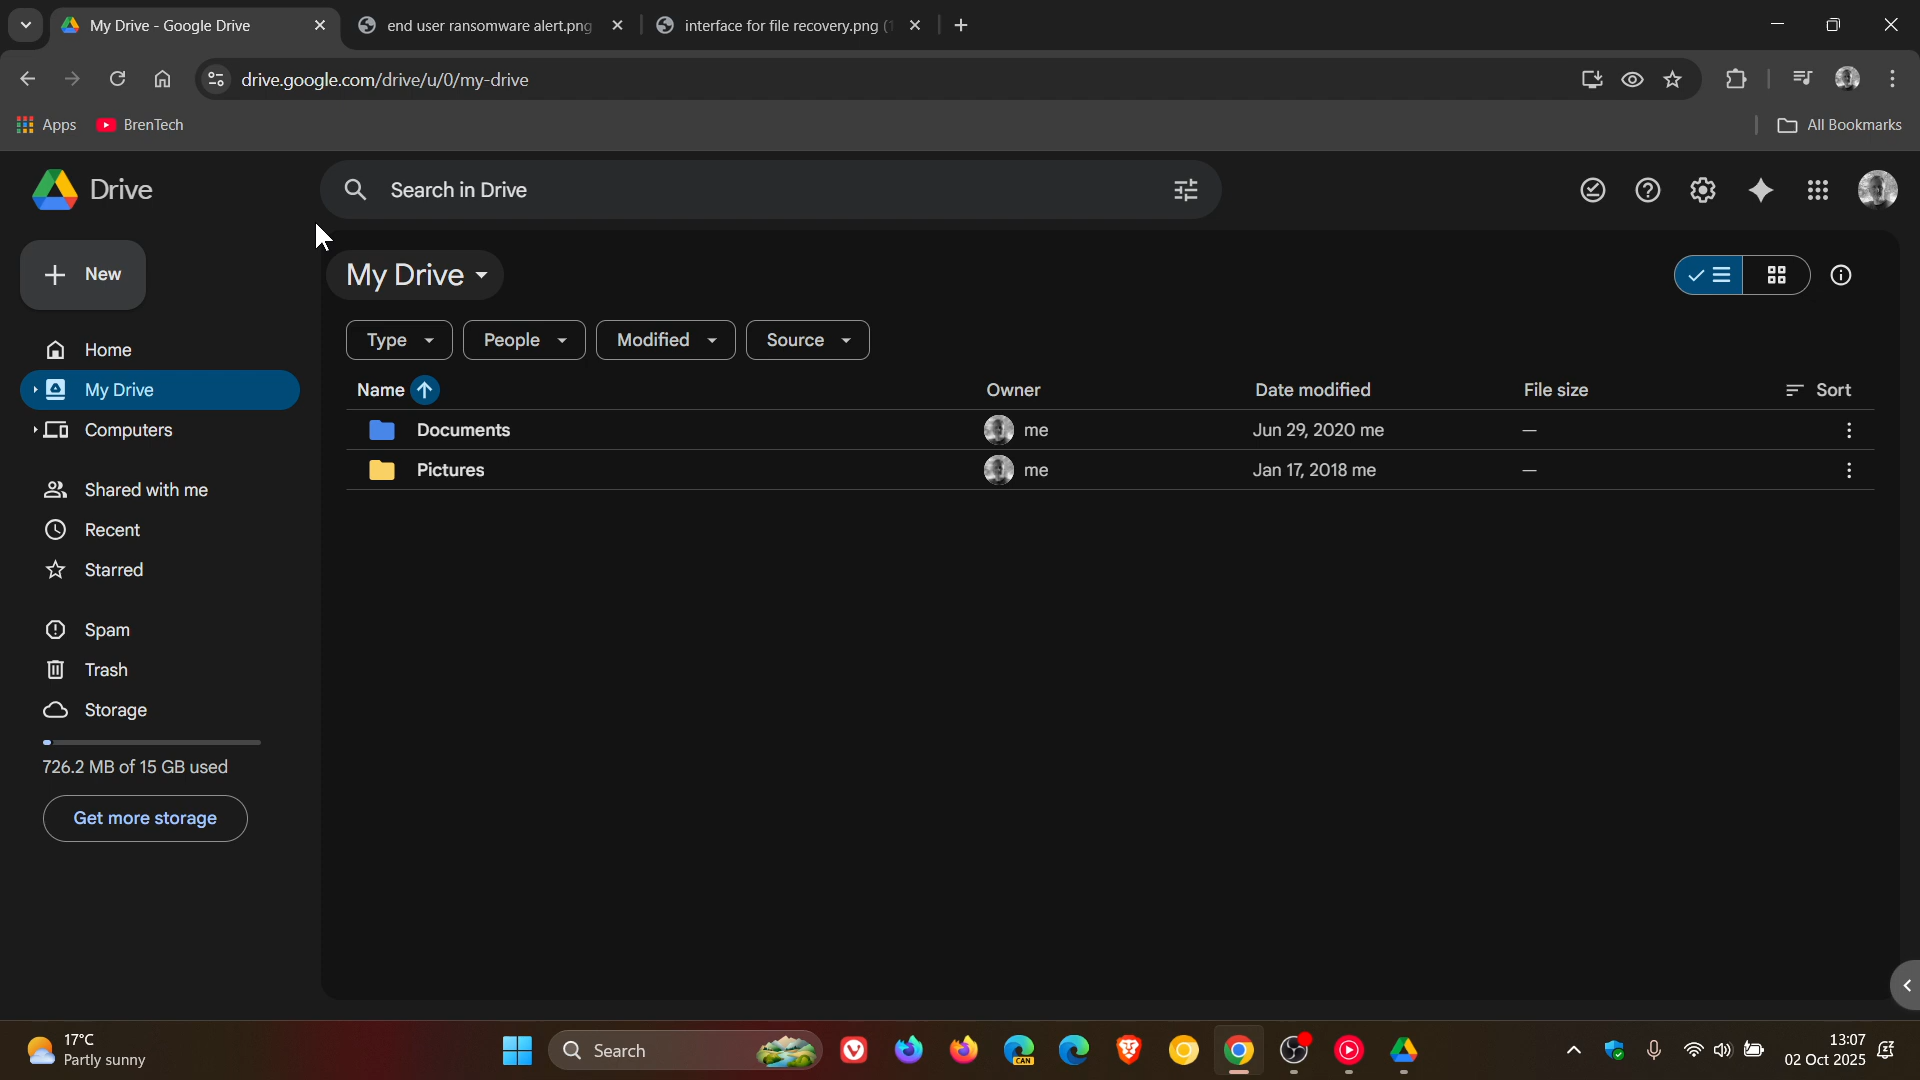 My Drive - Google Drive
end user ransomware alert.png
interface for file recovery.png (
drive.google.com/drive/u/0/my-drive
Apps
BrenTech
All Bookmarks
Drive
Search in Drive
New
My Drive
Type
People
Modified
Source
Home
My Drive
Computers
Shared with me
Recent
Starred
Spam
Trash
Storage
726.2 MB of 15 GB used
Get more storage
Name
Owner
Date modified
File size
Sort
Documents
me
Jun 29, 2020 me
—
Pictures
me
Jan 17, 2018 me
—
17°C
Partly sunny
Search
CAN
13:07
02 Oct 2025